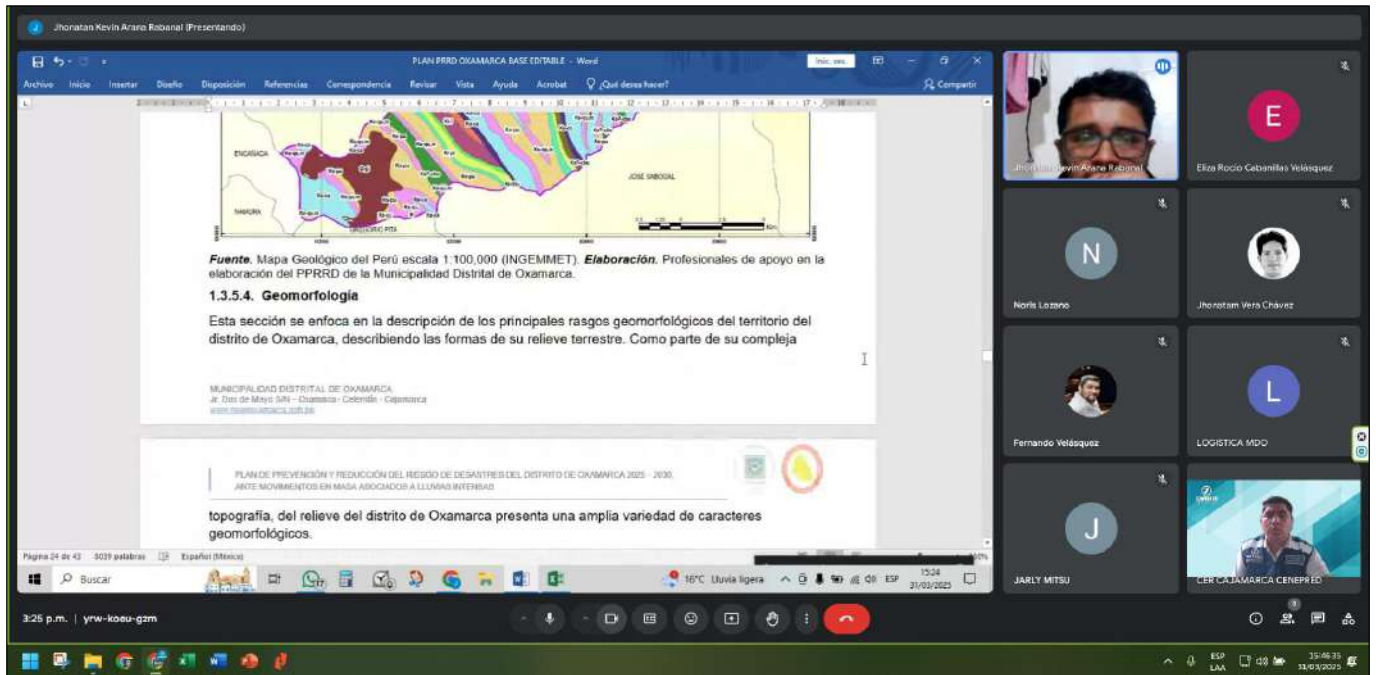 Jhonatan Kevin Arana Rabanal (Presentando)
PLAN PRRD OXAMARCA BASE EDITABLE - Word
Inic. ses.
Archivo Inicio Insertar Diseño Disposición Referencias Correspondencia Revisar Vista Ayuda Acrobat ¿Qué desea hacer? Compartir
ENCAÑADA
JOSÉ SABOGAL
NAMORA
Fuente. Mapa Geológico del Perú escala 1:100,000 (INGEMMET). Elaboración. Profesionales de apoyo en la
elaboración del PPRRD de la Municipalidad Distrital de Oxamarca.
1.3.5.4. Geomorfología
Esta sección se enfoca en la descripción de los principales rasgos geomorfológicos del territorio del
distrito de Oxamarca, describiendo las formas de su relieve terrestre. Como parte de su compleja
MUNICIPALIDAD DISTRITAL DE OXAMARCA
Jr. Dos de Mayo S/N – Oxamarca - Celendín - Cajamarca
PLAN DE PREVENCIÓN Y REDUCCIÓN DEL RIESGO DE DESASTRES DEL DISTRITO DE OXAMARCA 2025 - 2030
ANTE MOVIMIENTOS EN MASA ASOCIADOS A LLUVIAS INTENSAS
topografía, del relieve del distrito de Oxamarca presenta una amplia variedad de caracteres
geomorfológicos.
Página 24 de 43 5039 palabras Español (México)
Buscar
16°C Lluvia ligera
ESP
15:24
31/03/2025
Jhonatan Kevin Arana Rabanal
E
Eliza Rocío Cabanillas Velásquez
N
Noris Lozano
Jhonatam Vera Chávez
Fernando Velásquez
L
LOGISTICA MDO
J
JARLY MITSU
CER CAJAMARCA CENEPRED
3:25 p.m. | yrw-koeu-gzm
ESP
LAA
15:46:35
31/03/2025